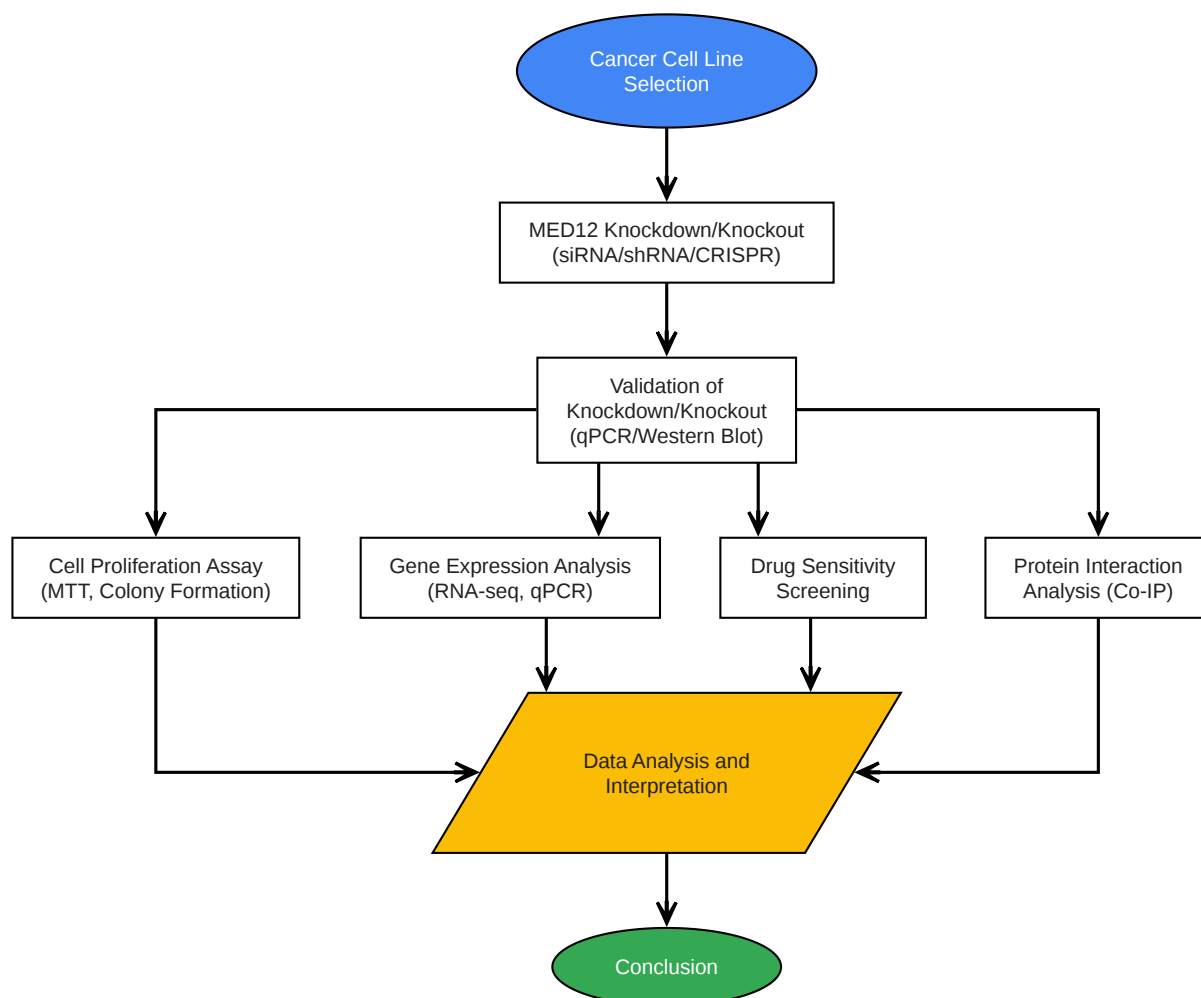 Cancer Cell Line
Selection
MED12 Knockdown/Knockout
(siRNA/shRNA/CRISPR)
Validation of
Knockdown/Knockout
(qPCR/Western Blot)
Cell Proliferation Assay
(MTT, Colony Formation)
Gene Expression Analysis
(RNA-seq, qPCR)
Drug Sensitivity
Screening
Protein Interaction
Analysis (Co-IP)
Data Analysis and
Interpretation
Conclusion